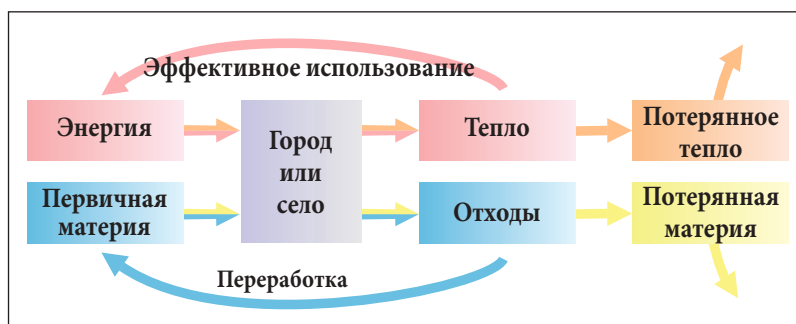 Эффективное использование
Энергия
Город
или
село
Тепло
Потерянное
тепло
Первичная
материя
Отходы
Потерянная
материя
Переработка